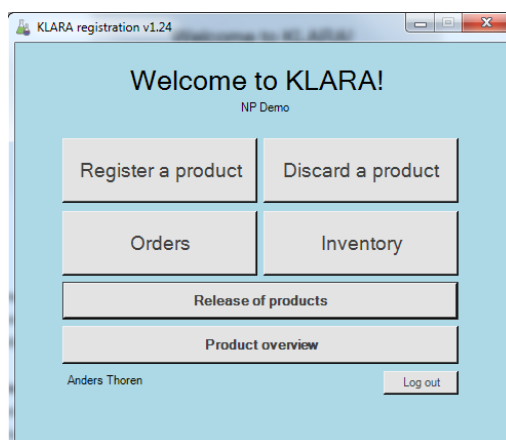 KLARA registration v1.24
Welcome to KLARA!
NP Demo
Register a product
Discard a product
Orders
Inventory
Release of products
Product overview
Anders Thoren
Log out